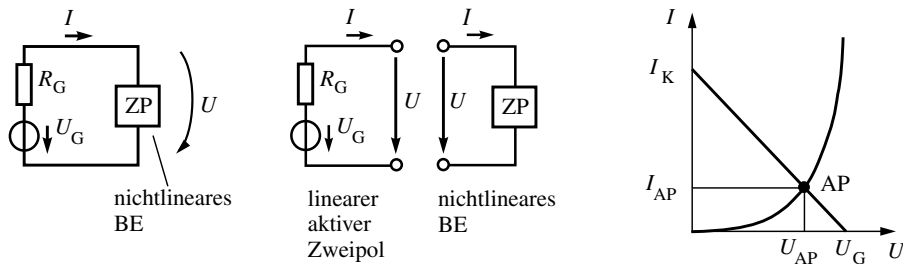 I
R_G
ZP
U
U_G
nichtlineares
BE
I
R_G
U
U_G
linearer
aktiver
Zweipol
I
U
ZP
nichtlineares
BE
I
I_K
I_AP
AP
U_AP
U_G
U